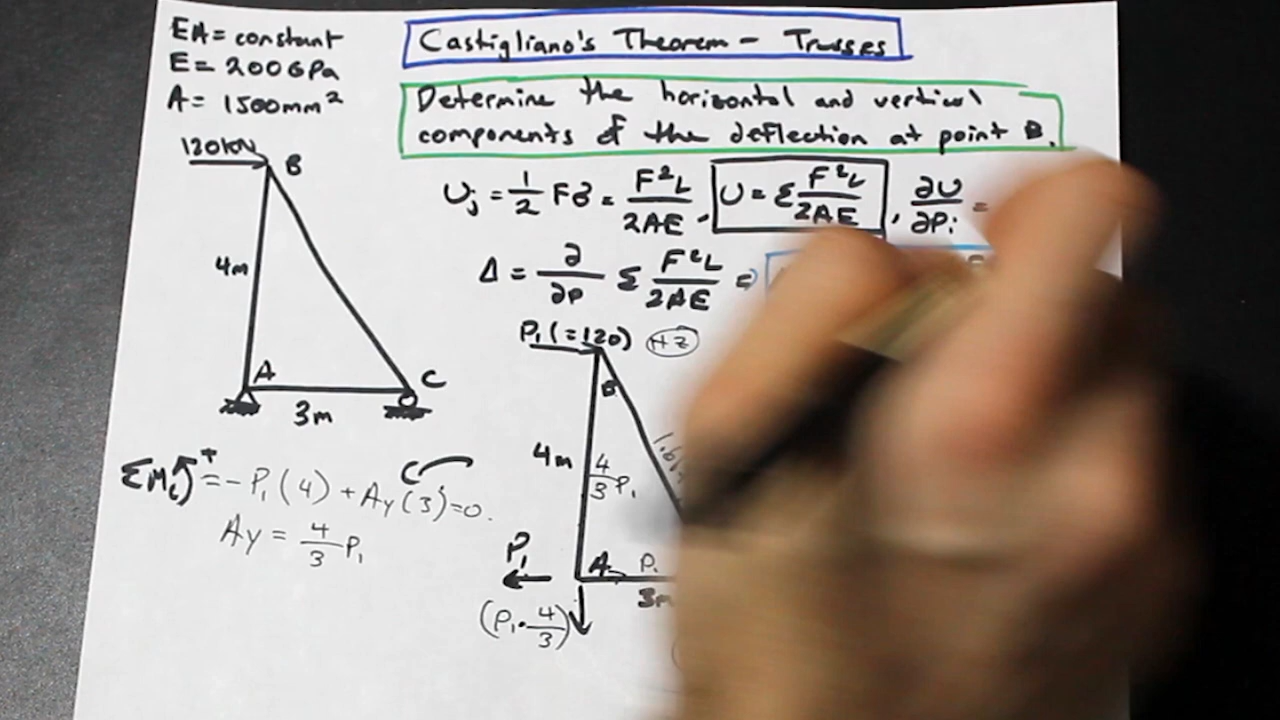 EA = constant
E = 200GPa
A = 1500mm²
Castigliano's Theorem - Trusses
Determine the horizontal and vertical
components of the deflection at point B.
120kN
B
4m
A
C
3m
Uj = 1/2 Fδ = F²L/2AE , U = Σ F²L/2AE , ∂U/∂Pi =
Δ = ∂/∂P Σ F²L/2AE =>
P₁ (=120) HZ
B
4m
4/3 P₁
A
P₁
P₁
(P₁ · 4/3)
ΣMc + = -P₁(4) + Ay(3) = 0.
Ay = 4/3 P₁